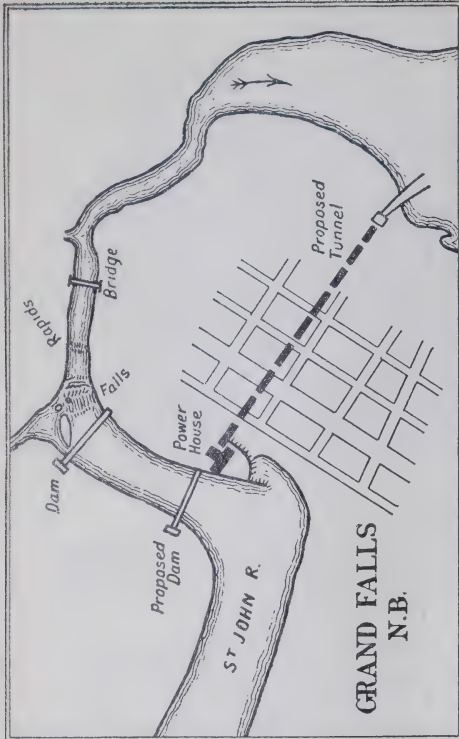 Rapids
Bridge
Falls
Dam
Proposed
Dam
Power
House
Proposed
Tunnel
ST JOHN R.
GRAND FALLS
N.B.